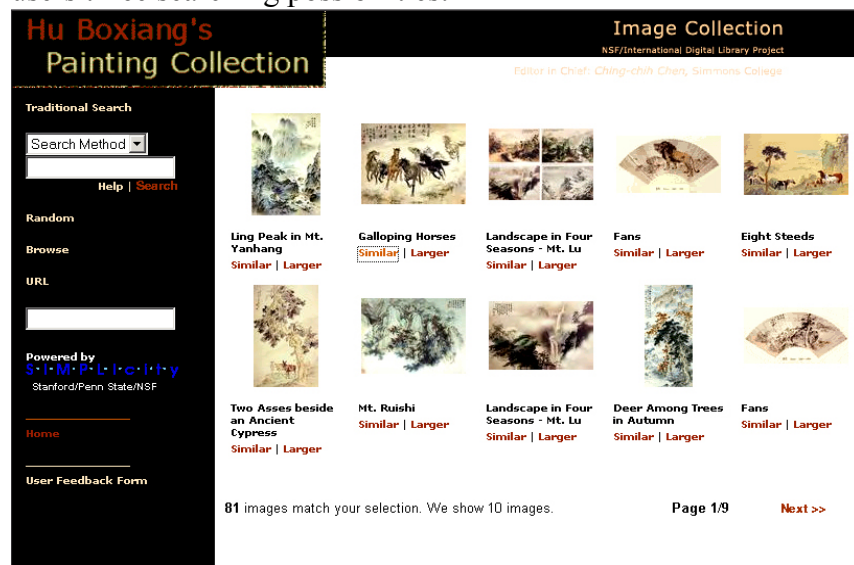 users three searching possibilities.
Hu Boxiang's
Painting Collection
Image Collection
NSF/International Digital Library Project
Editor in Chief: Ching-chih Chen, Simmons College
Traditional Search
Search Method
Help | Search
Random
Browse
URL
Powered by
S·I·M·P·L·I·c·I·t·y
Stanford/Penn State/NSF
Home
User Feedback Form
Ling Peak in Mt.
Yanhang
Similar | Larger
Galloping Horses
Similar | Larger
Landscape in Four
Seasons - Mt. Lu
Similar | Larger
Fans
Similar | Larger
Eight Steeds
Similar | Larger
Two Asses beside
an Ancient
Cypress
Similar | Larger
Mt. Ruishi
Similar | Larger
Landscape in Four
Seasons - Mt. Lu
Similar | Larger
Deer Among Trees
in Autumn
Similar | Larger
Fans
Similar | Larger
81 images match your selection. We show 10 images.
Page 1/9
Next >>